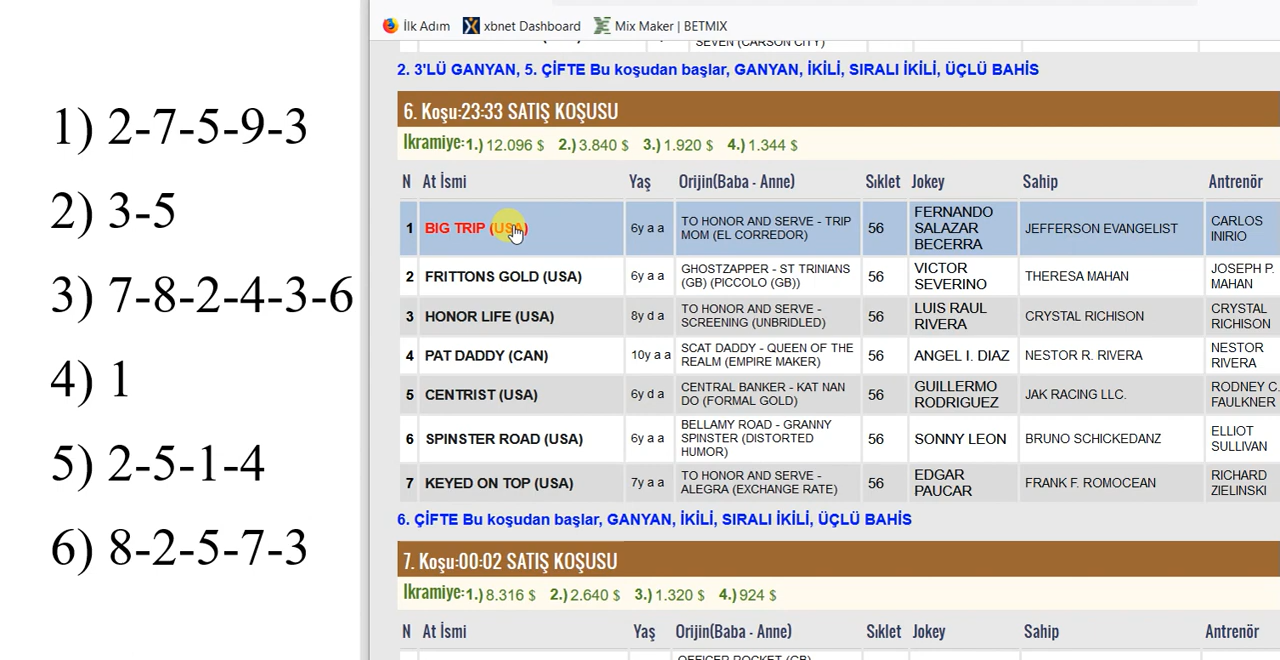 1) 2-7-5-9-3
2) 3-5
3) 7-8-2-4-3-6
4) 1
5) 2-5-1-4
6) 8-2-5-7-3
İlk Adım xbnet Dashboard Mix Maker | BETMIX
SEVEN (CARSON CITY)
2. 3'LÜ GANYAN, 5. ÇİFTE Bu koşudan başlar, GANYAN, İKİLİ, SIRALI İKİLİ, ÜÇLÜ BAHİS
6. Koşu:23-33 SATIŞ KOŞUSU
Ikramiye:1.) 12.096 $ 2.) 3.840 $ 3.) 1.920 $ 4.) 1.344 $
N At İsmi Yaş Orijin(Baba - Anne) Sıklet Jokey Sahip Antrenör
1 BIG TRIP (USA) 6y a a TO HONOR AND SERVE - TRIP MOM (EL CORREDOR) 56 FERNANDO SALAZAR BECERRA JEFFERSON EVANGELIST CARLOS INIRIO
2 FRITTONS GOLD (USA) 6y a a GHOSTZAPPER - ST TRINIANS (GB) (PICCOLO (GB)) 56 VICTOR SEVERINO THERESA MAHAN JOSEPH P. MAHAN
3 HONOR LIFE (USA) 8y d a TO HONOR AND SERVE - SCREENING (UNBRIDLED) 56 LUIS RAUL RIVERA CRYSTAL RICHISON CRYSTAL RICHISON
4 PAT DADDY (CAN) 10y a a SCAT DADDY - QUEEN OF THE REALM (EMPIRE MAKER) 56 ANGEL I. DIAZ NESTOR R. RIVERA NESTOR RIVERA
5 CENTRIST (USA) 6y d a CENTRAL BANKER - KAT NAN DO (FORMAL GOLD) 56 GUILLERMO RODRIGUEZ JAK RACING LLC. RODNEY C. FAULKNER
6 SPINSTER ROAD (USA) 6y a a BELLAMY ROAD - GRANNY SPINSTER (DISTORTED HUMOR) 56 SONNY LEON BRUNO SCHICKEDANZ ELLIOT SULLIVAN
7 KEYED ON TOP (USA) 7y a a TO HONOR AND SERVE - ALEGRA (EXCHANGE RATE) 56 EDGAR PAUCAR FRANK F. ROMOCEAN RICHARD ZIELINSKI
6. ÇİFTE Bu koşudan başlar, GANYAN, İKİLİ, SIRALI İKİLİ, ÜÇLÜ BAHİS
7. Koşu:00:02 SATIŞ KOŞUSU
Ikramiye:1.) 8.316 $ 2.) 2.640 $ 3.) 1.320 $ 4.) 924 $
N At İsmi Yaş Orijin(Baba - Anne) Sıklet Jokey Sahip Antrenör
OFFICER ROCKET (GB)